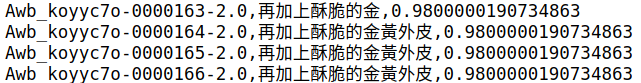 Awb_koyyc7o-0000163-2.0,再加上酥脆的金,0.9800000190734863
Awb_koyyc7o-0000164-2.0,再加上酥脆的金黃外皮,0.9800000190734863
Awb_koyyc7o-0000165-2.0,再加上酥脆的金黃外皮,0.9800000190734863
Awb_koyyc7o-0000166-2.0,再加上酥脆的金黃外皮,0.9800000190734863